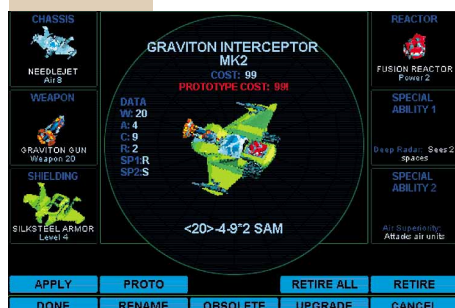 CHASSIS
NEEDLEJET
Air 8
WEAPON
GRAVITON GUN
Weapon 20
SHIELDING
SILKSTEEL ARMOR
Level 4
GRAVITON INTERCEPTOR
MK2
COST: 99
PROTOTYPE COST: 99!
DATA
W: 20
A: 4
C: 9
R: 2
SP1:R
SP2:S
<20>-4-9*2 SAM
REACTOR
FUSION REACTOR
Power 2
SPECIAL
ABILITY 1
Deep Radar: Sees 2
spaces
SPECIAL
ABILITY 2
Air Superiority:
Attacks air units
APPLY
PROTO
RETIRE ALL
RETIRE
DONE
RENAME
OBSOLETE
UPGRADE
CANCEL